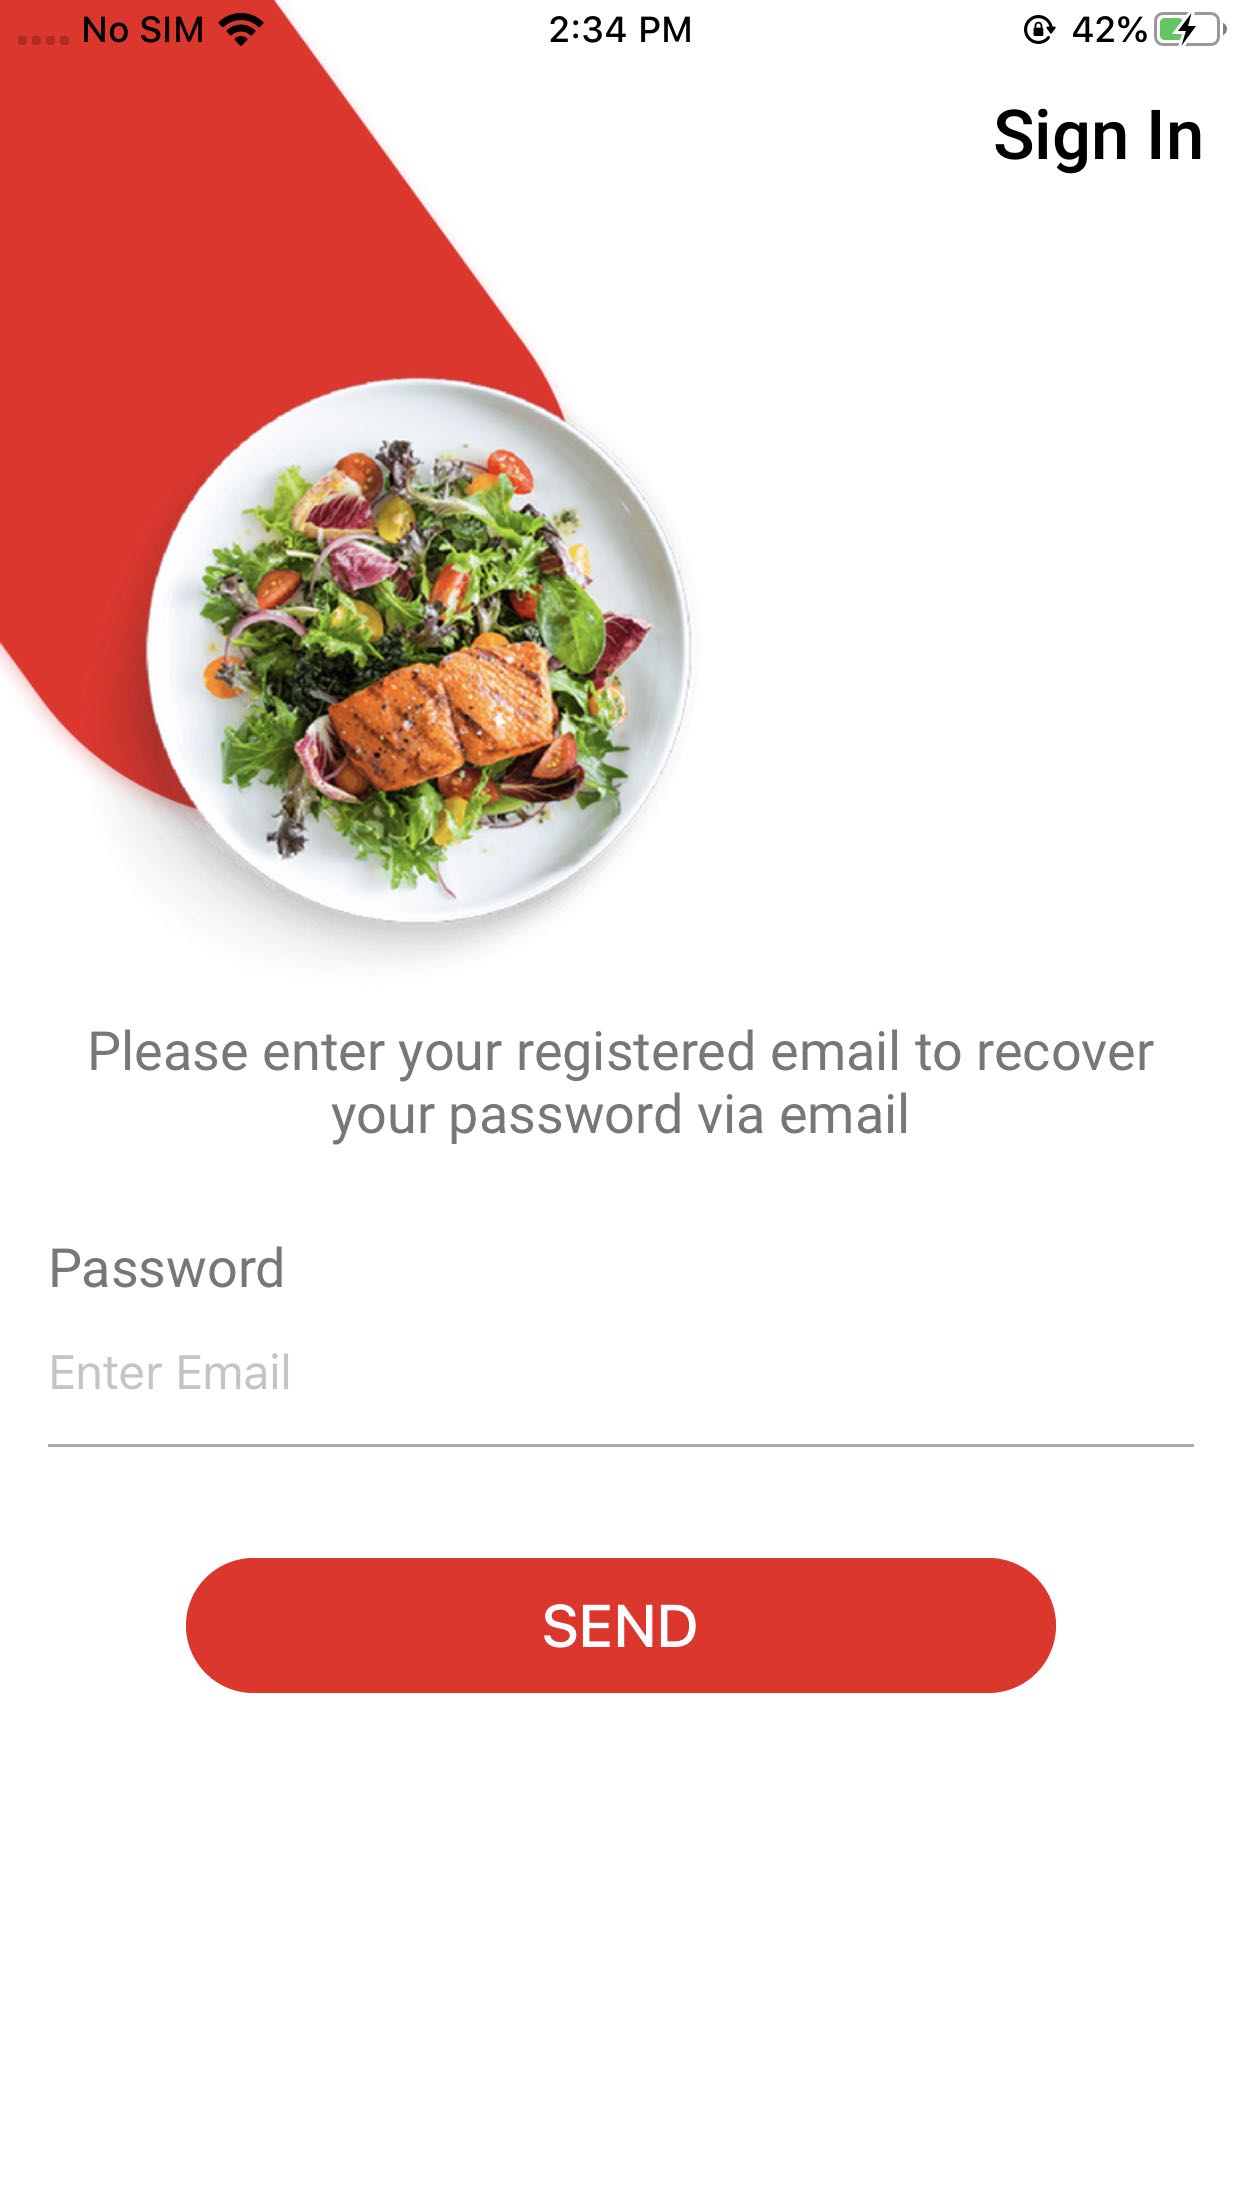 No SIM 2:34 PM 42%
Sign In
Please enter your registered email to recover
your password via email
Password
Enter Email
SEND